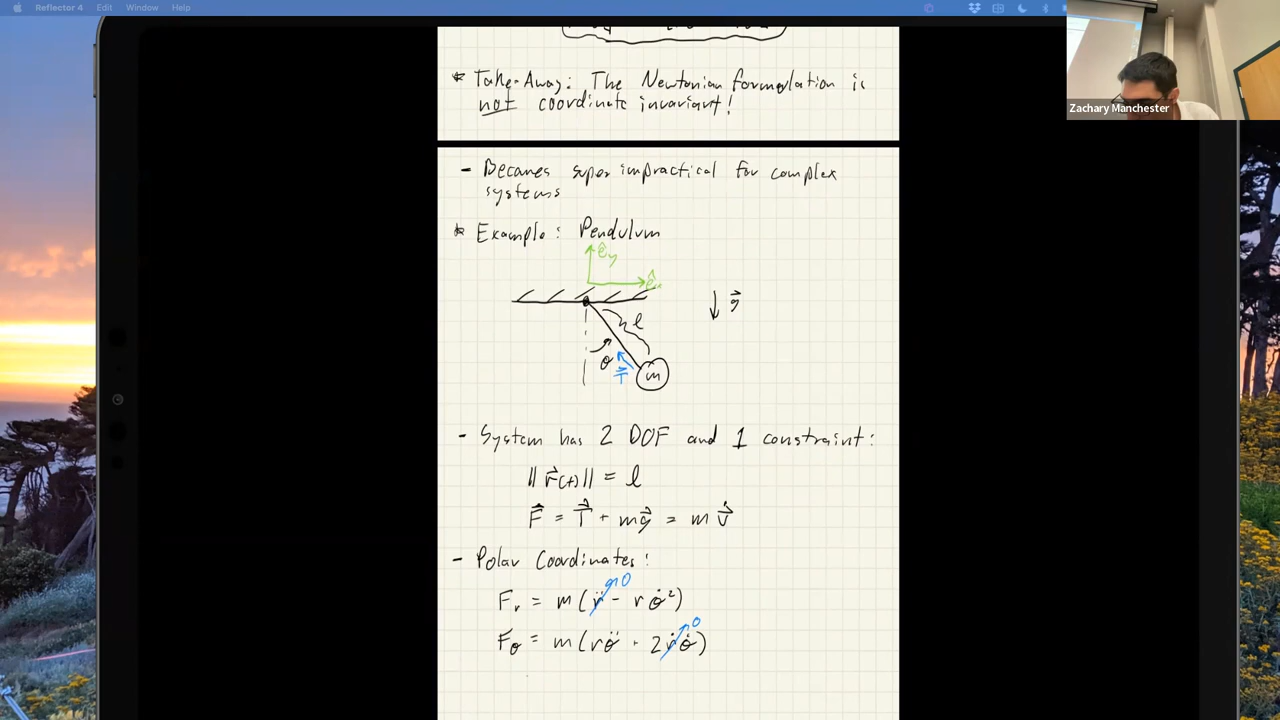 Reflector 4 Edit Window Help
Zachary Manchester
* Take-Away: The Newtonian formulation is
not coordinate invariant!
- Becomes super impractical for complex
systems
* Example: Pendulum
ê_y
ê_x
l
g⃗
θ
T⃗
m
- System has 2 DOF and 1 constraint:
‖r⃗(t)‖ = l
F⃗ = T⃗ + mg⃗ = m v⃗̇
- Polar Coordinates:
0
F_r = m(r̈ - rθ̇²)
0
F_θ = m(rθ̈ + 2ṙθ̇)